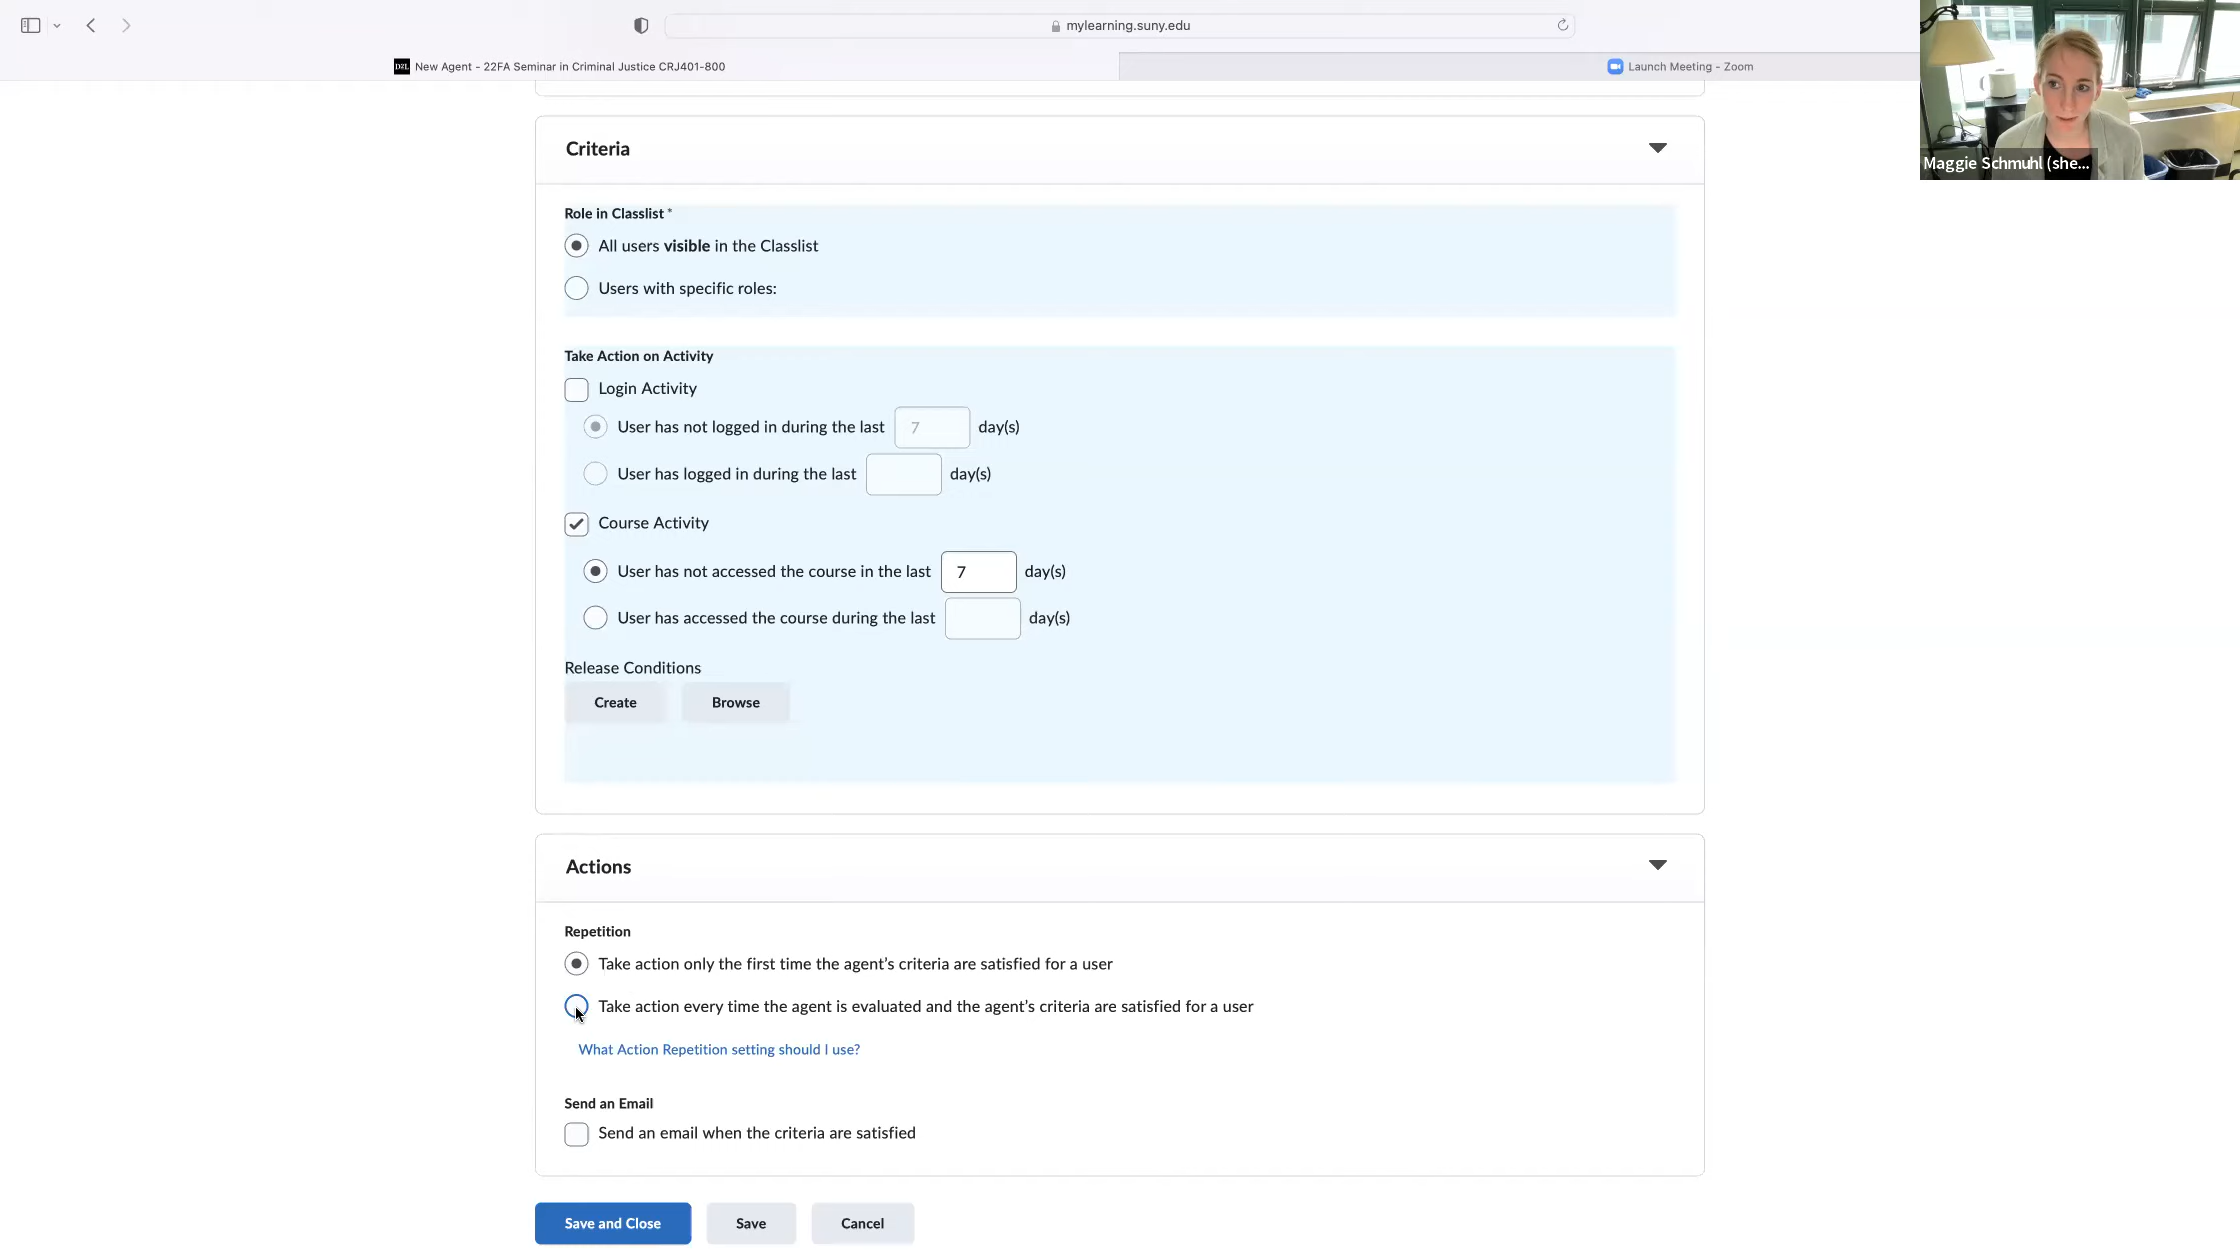 mylearning.suny.edu
D2L New Agent - 22FA Seminar in Criminal Justice CRJ401-800
Launch Meeting - Zoom
Maggie Schmuhl (she...
Criteria
Role in Classlist *
All users visible in the Classlist
Users with specific roles:
Take Action on Activity
Login Activity
User has not logged in during the last 7 day(s)
User has logged in during the last day(s)
Course Activity
User has not accessed the course in the last 7 day(s)
User has accessed the course during the last day(s)
Release Conditions
Create Browse
Actions
Repetition
Take action only the first time the agent’s criteria are satisfied for a user
Take action every time the agent is evaluated and the agent’s criteria are satisfied for a user
What Action Repetition setting should I use?
Send an Email
Send an email when the criteria are satisfied
Save and Close Save Cancel